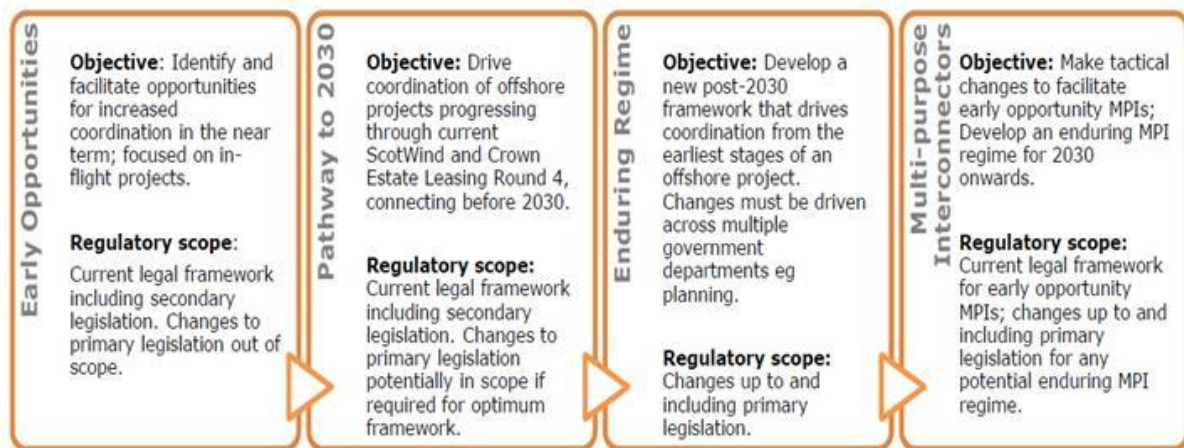 Early Opportunities
Objective: Identify and
facilitate opportunities
for increased
coordination in the near
term; focused on in-
flight projects.
Regulatory scope:
Current legal framework
including secondary
legislation. Changes to
primary legislation out of
scope.
Pathway to 2030
Objective: Drive
coordination of offshore
projects progressing
through current
ScotWind and Crown
Estate Leasing Round 4,
connecting before 2030.
Regulatory scope:
Current legal framework
including secondary
legislation. Changes to
primary legislation
potentially in scope if
required for optimum
framework.
Enduring Regime
Objective: Develop a
new post-2030
framework that drives
coordination from the
earliest stages of an
offshore project.
Changes must be driven
across multiple
government
departments eg
planning.
Regulatory scope:
Changes up to and
including primary
legislation.
Multi-purpose
Interconnectors
Objective: Make tactical
changes to facilitate
early opportunity MPIs;
Develop an enduring MPI
regime for 2030
onwards.
Regulatory scope:
Current legal framework
for early opportunity
MPIs; changes up to and
including primary
legislation for any
potential enduring MPI
regime.